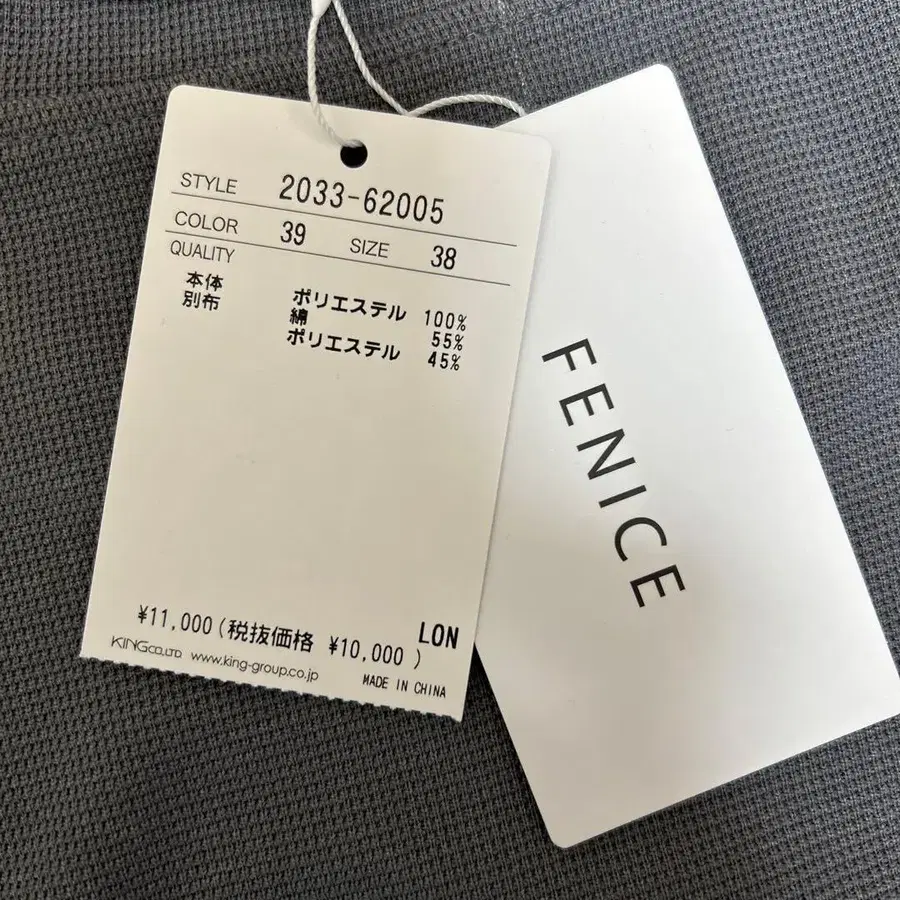 STYLE 2033-62005
COLOR 39 SIZE 38
QUALITY
本体 ポリエステル 100%
別布 綿 55%
ポリエステル 45%
¥11,000(税抜価格 ¥10,000) LON
KING CO.,LTD www.king-group.co.jp MADE IN CHINA
FENICE